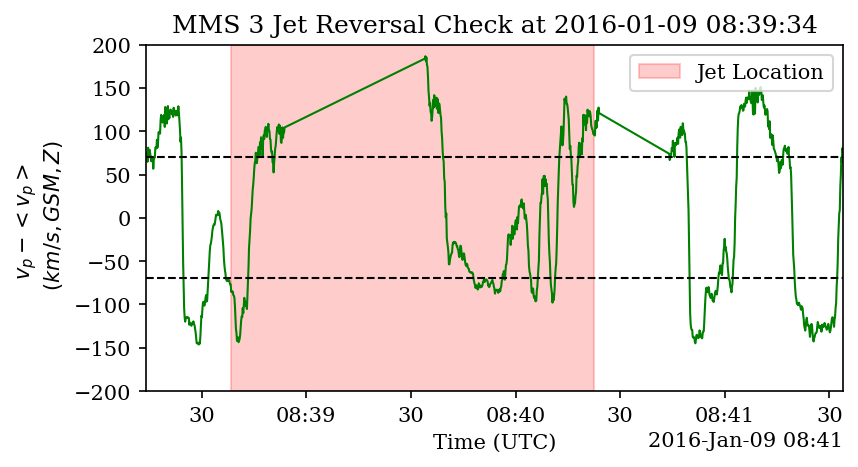 MMS 3 Jet Reversal Check at 2016-01-09 08:39:34
v_p − < v_p >
(km/s, GSM, Z)
200
150
100
50
0
−50
−100
−150
−200
Jet Location
30 08:39 30 08:40 30 08:41 30
Time (UTC)
2016-Jan-09 08:41